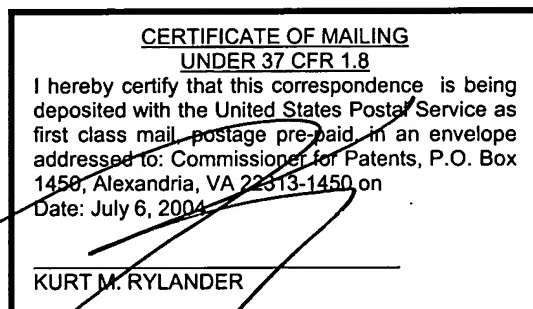 CERTIFICATE OF MAILING
UNDER 37 CFR 1.8
I hereby certify that this correspondence is being
deposited with the United States Postal Service as
first class mail, postage pre-paid, in an envelope
addressed to: Commissioner for Patents, P.O. Box
1450, Alexandria, VA 22313-1450 on
Date: July 6, 2004
KURT M. RYLANDER